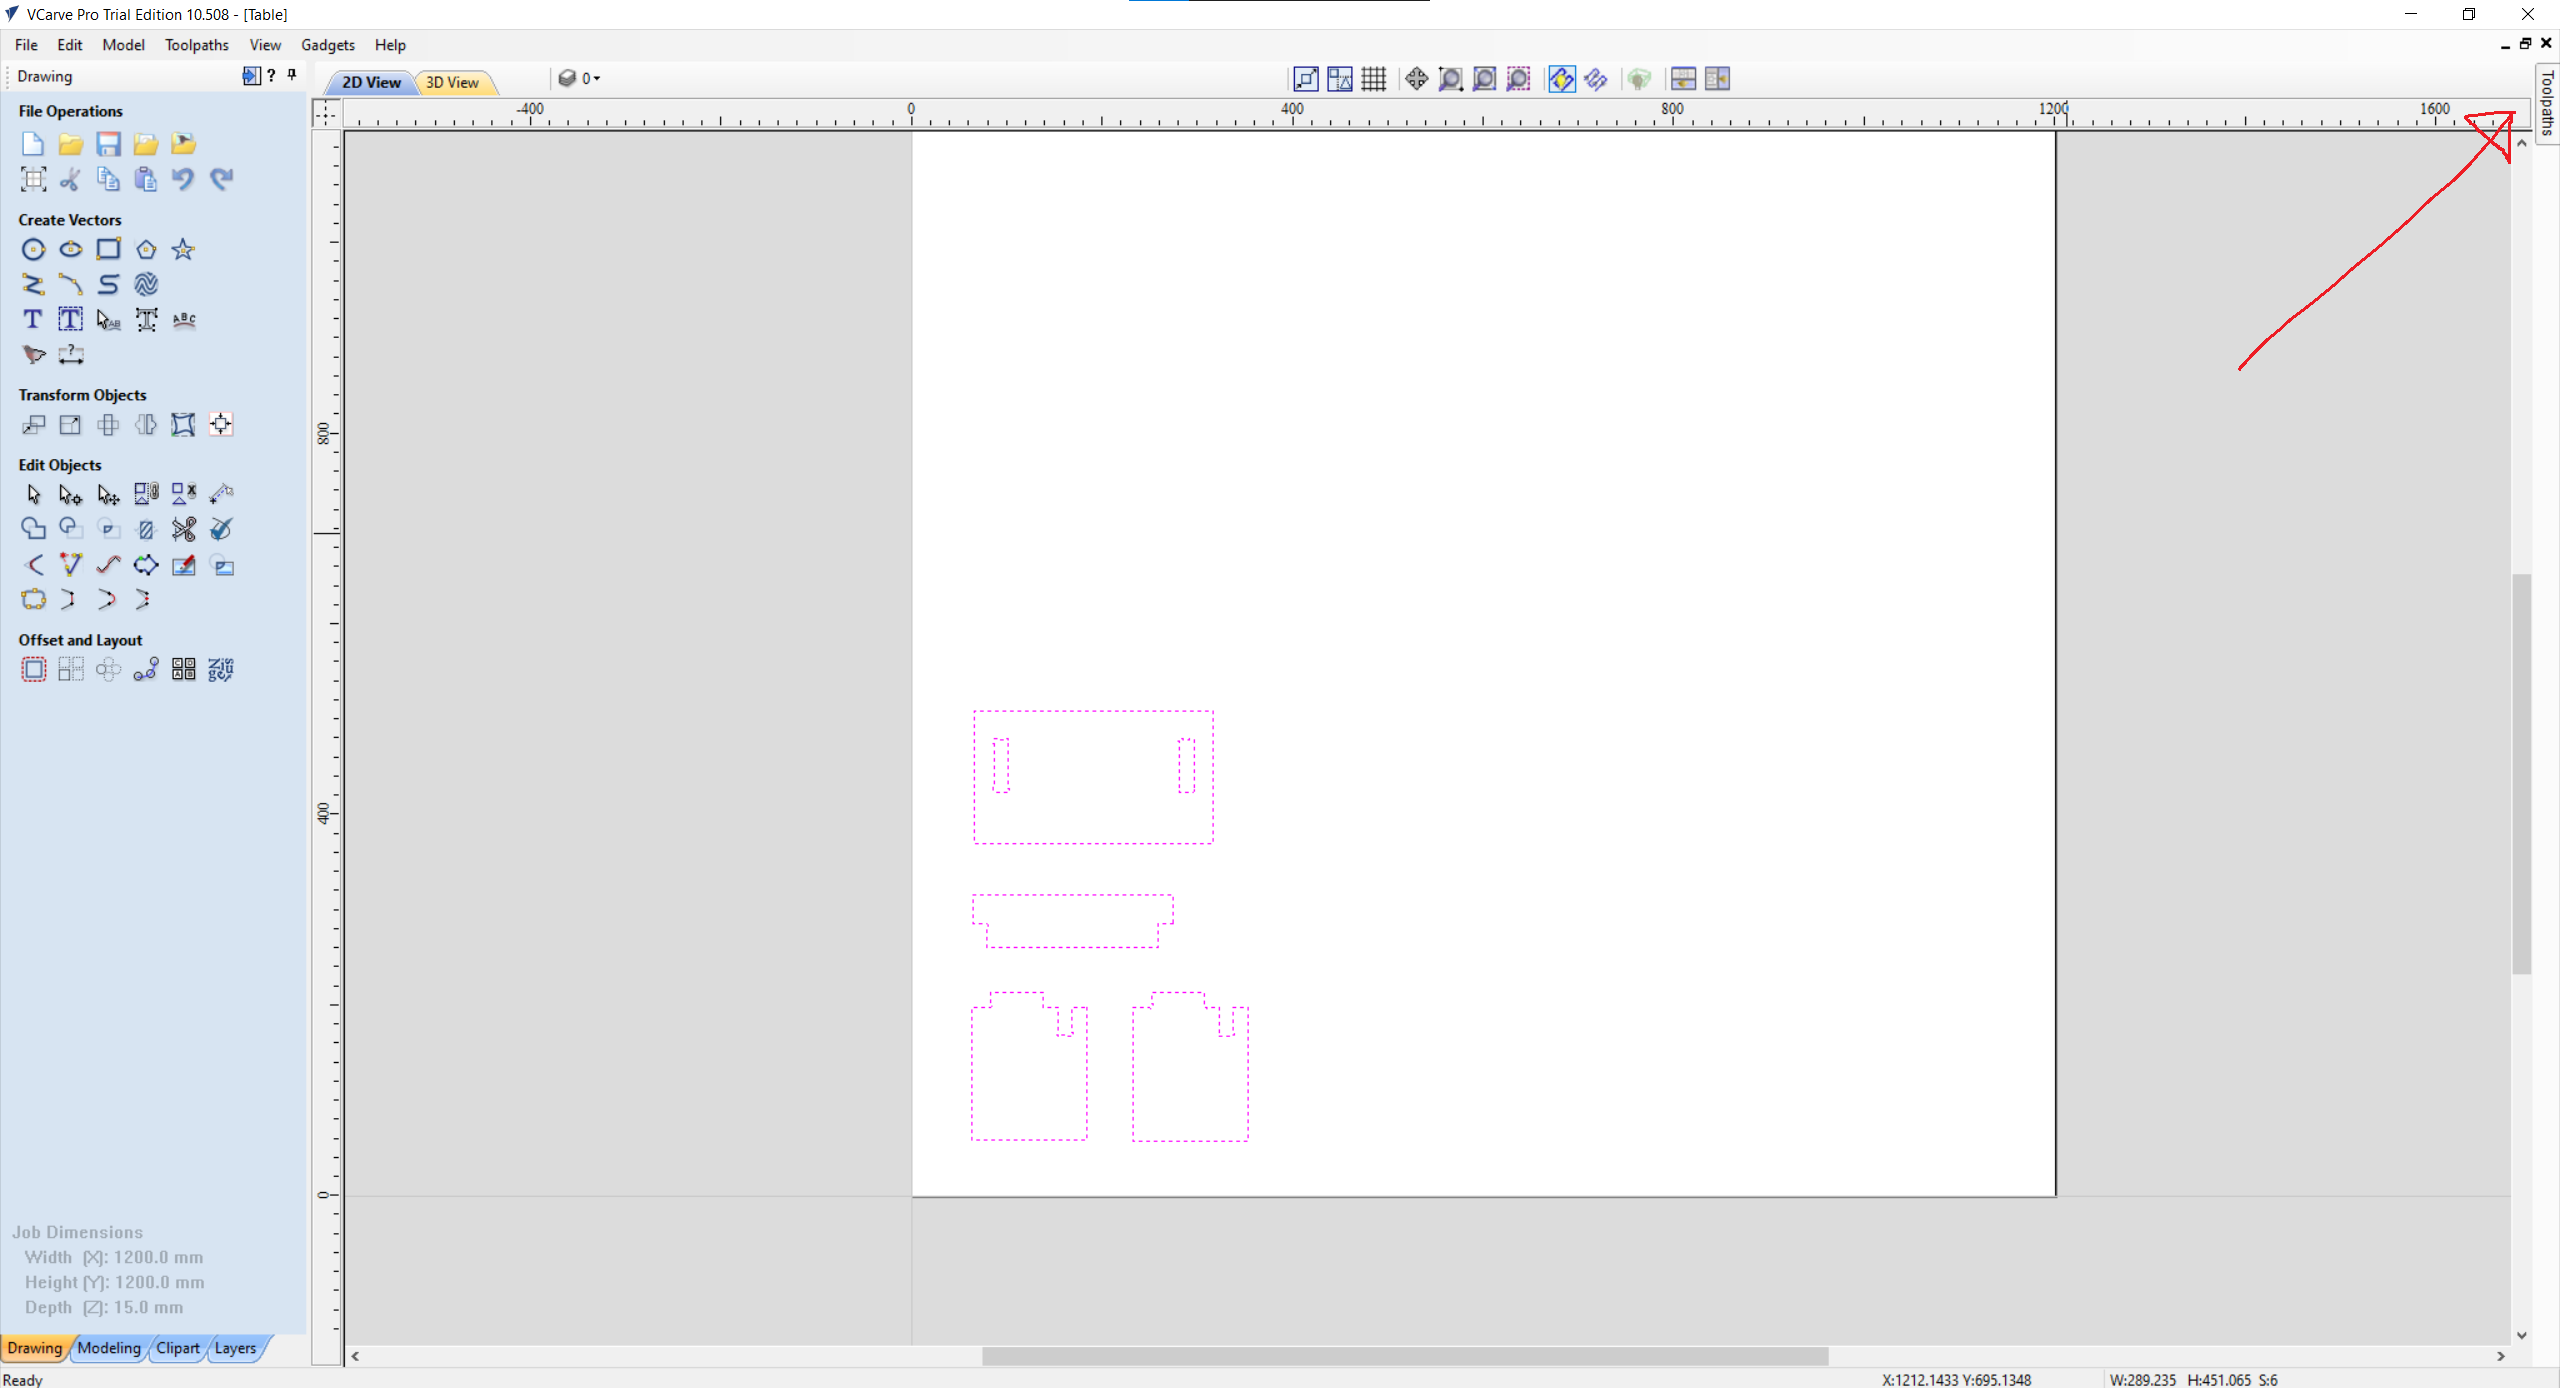 VCarve Pro Trial Edition 10.508 - [Table]
File Edit Model Toolpaths View Gadgets Help
Drawing
2D View 3D View 0
Toolpaths
-400 0 400 800 1200 1600
File Operations
Create Vectors
Transform Objects
Edit Objects
Offset and Layout
800
400
0
Job Dimensions
Width (X): 1200.0 mm
Height (Y): 1200.0 mm
Depth (Z): 15.0 mm
Drawing Modeling Clipart Layers
Ready X:1212.1433 Y:695.1348 W:289.235 H:451.065 S:6